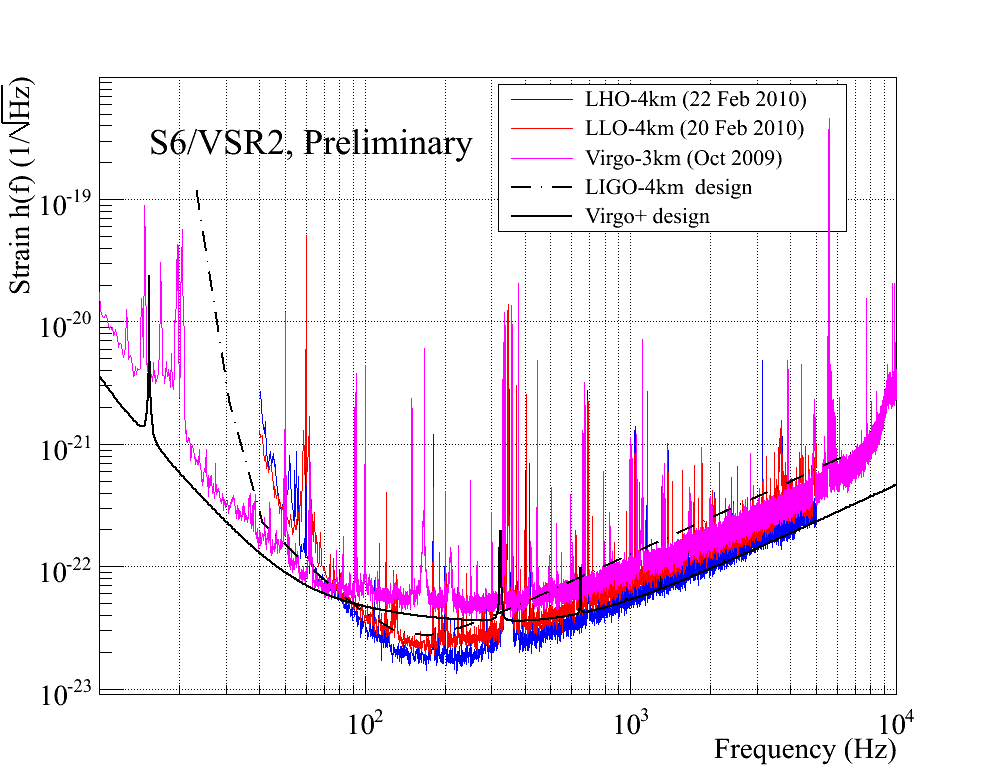 Strain h(f) (1/√Hz)
S6/VSR2, Preliminary
LHO-4km (22 Feb 2010)
LLO-4km (20 Feb 2010)
Virgo-3km (Oct 2009)
LIGO-4km design
Virgo+ design
10⁻¹⁹
10⁻²⁰
10⁻²¹
10⁻²²
10⁻²³
10² 10³ 10⁴
Frequency (Hz)